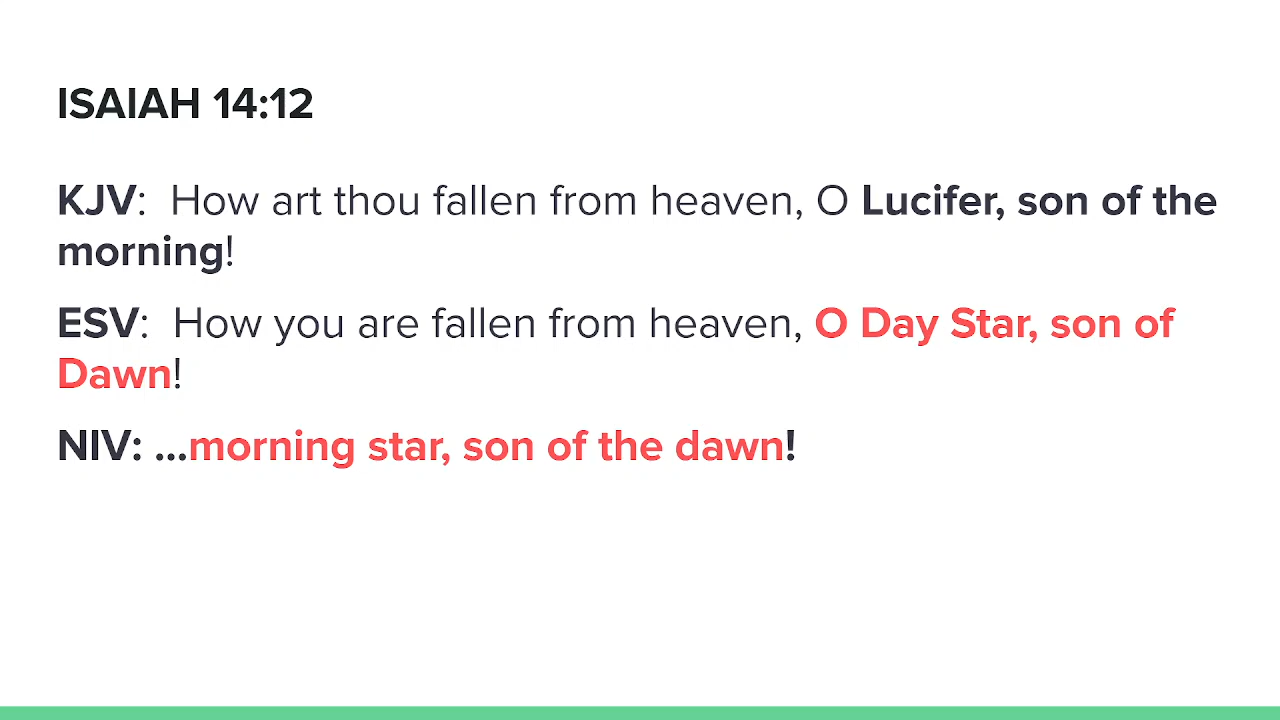 ISAIAH 14:12
KJV:  How art thou fallen from heaven, O Lucifer, son of the
morning!
ESV:  How you are fallen from heaven, O Day Star, son of
Dawn!
NIV: ...morning star, son of the dawn!